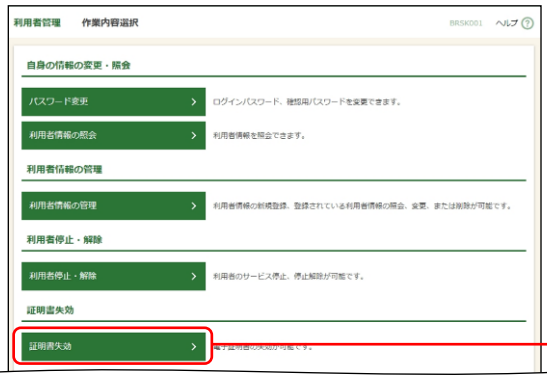 利用者管理 作業内容選択 BRSK001 ヘルプ ?
自身の情報の変更・照会
パスワード変更 > ログインパスワード、確認用パスワードを変更できます。
利用者情報の照会 > 利用者情報を照会できます。
利用者情報の管理
利用者情報の管理 > 利用者情報の新規登録、登録されている利用者情報の照会、変更、または削除が可能です。
利用者停止・解除
利用者停止・解除 > 利用者のサービス停止、停止解除が可能です。
証明書失効
証明書失効 > 電子証明書の失効が可能です。